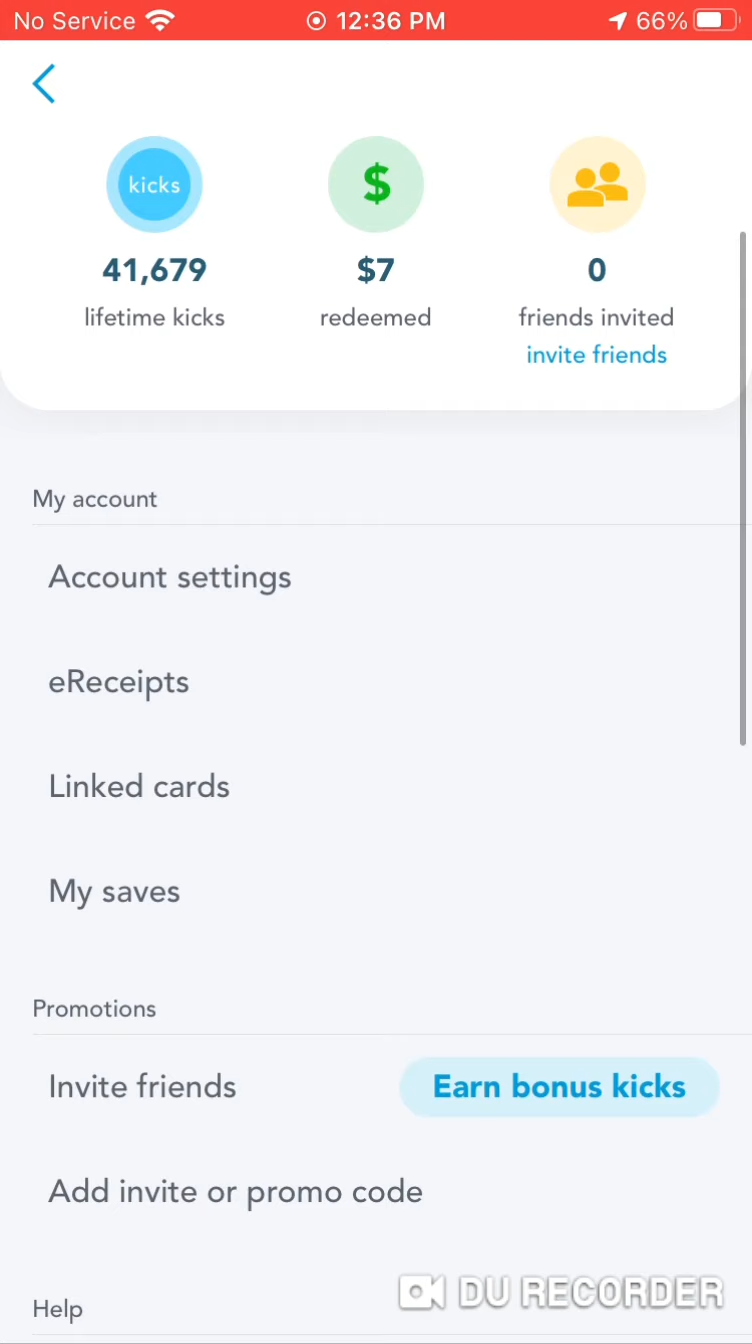 No Service 12:36 PM 66%
kicks $
41,679 $7 0
lifetime kicks redeemed friends invited
invite friends
My account
Account settings
eReceipts
Linked cards
My saves
Promotions
Invite friends Earn bonus kicks
Add invite or promo code
Help
DU RECORDER